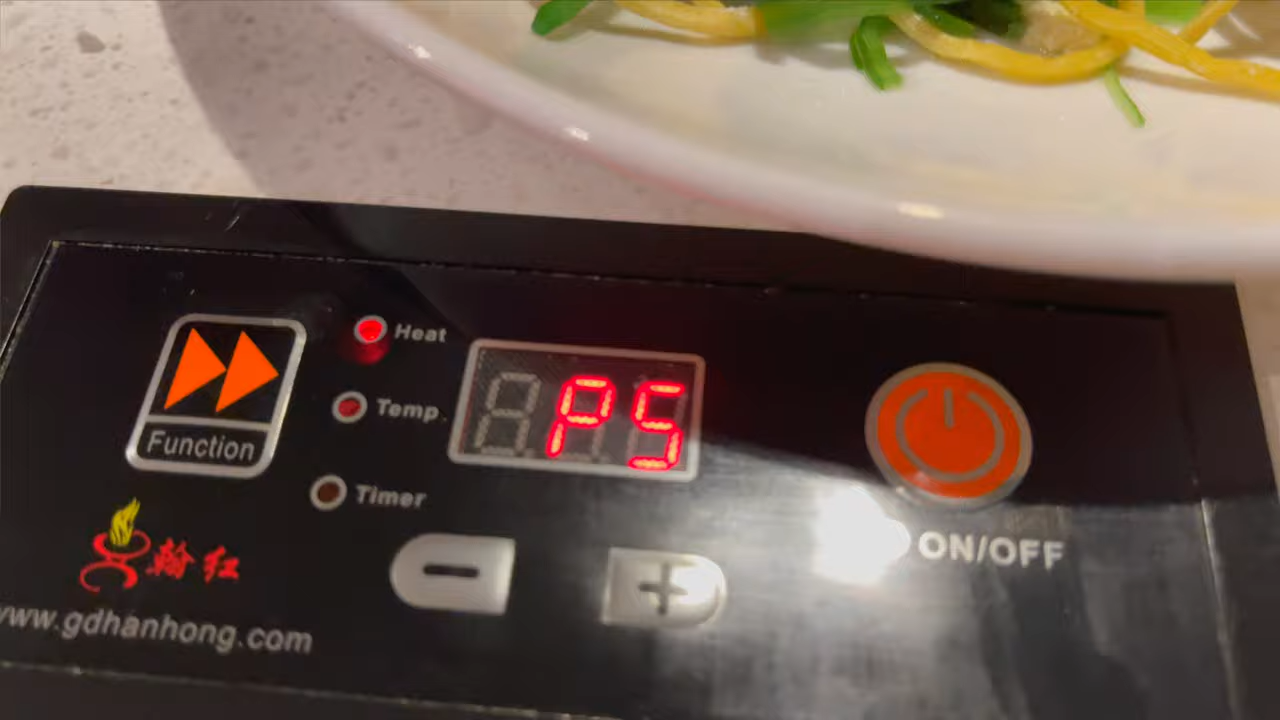 Heat
Temp.
Timer
P5
Function
ON/OFF
翰红
www.gdhanhong.com